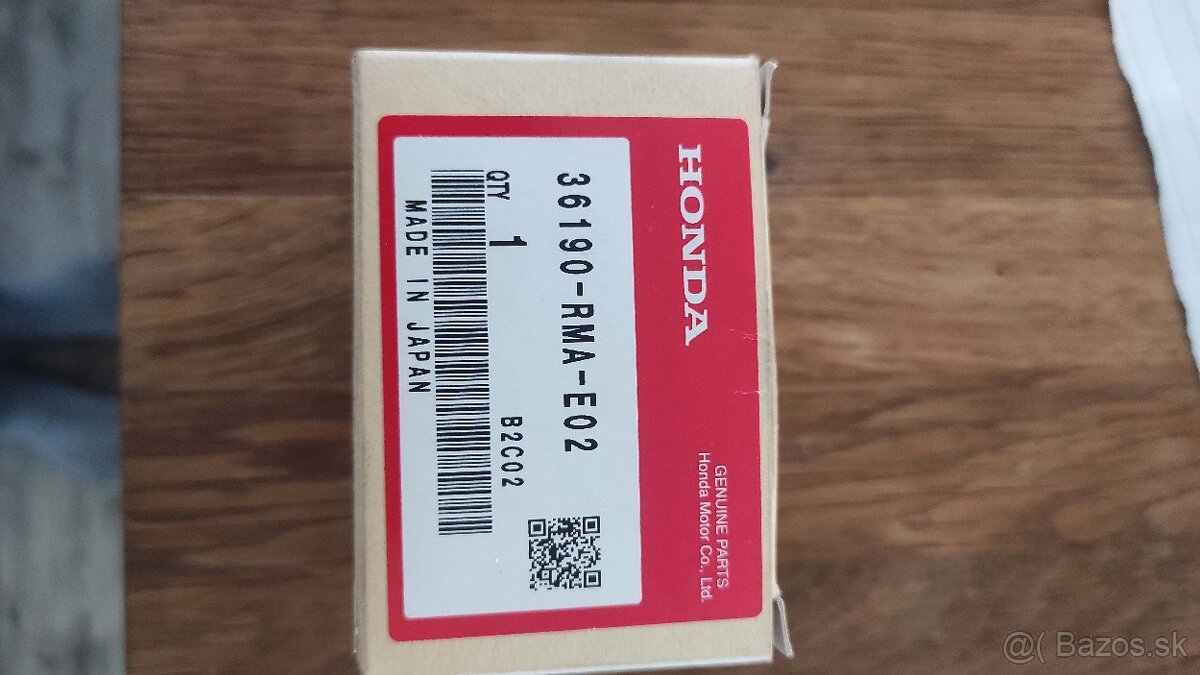 HONDA
GENUINE PARTS
Honda Motor Co., Ltd.
36190-RMA-E02
QTY 1
B2C02
MADE IN JAPAN
@( Bazos.sk